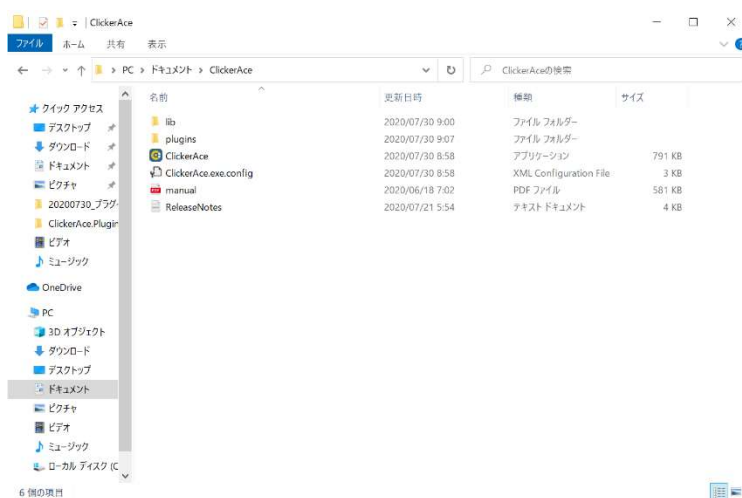 ClickerAce
ファイル ホーム 共有 表示
PC > ドキュメント > ClickerAce
ClickerAceの検索
名前 更新日時 種類 サイズ
lib 2020/07/30 9:00 ファイル フォルダー
plugins 2020/07/30 9:07 ファイル フォルダー
ClickerAce 2020/07/30 8:58 アプリケーション 791 KB
ClickerAce.exe.config 2020/07/30 8:58 XML Configuration File 3 KB
manual 2020/06/18 7:02 PDF ファイル 581 KB
ReleaseNotes 2020/07/21 5:54 テキスト ドキュメント 4 KB
クイック アクセス
デスクトップ
ダウンロード
ドキュメント
ピクチャ
20200730_プラグ
ClickerAce.Plugin
ビデオ
ミュージック
OneDrive
PC
3D オブジェクト
ダウンロード
デスクトップ
ドキュメント
ピクチャ
ビデオ
ミュージック
ローカル ディスク (C
6 個の項目